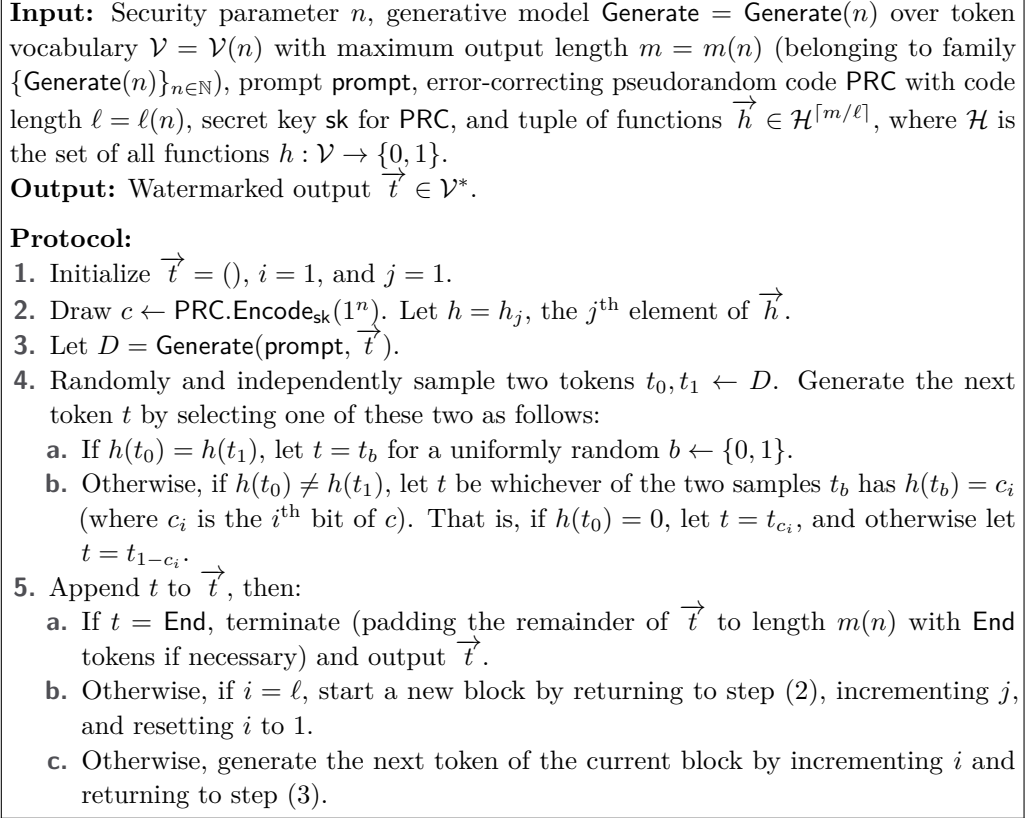 Input: Security parameter n, generative model Generate = Generate(n) over token
vocabulary 𝒱 = 𝒱(n) with maximum output length m = m(n) (belonging to family
{Generate(n)}ₙ∈ℕ), prompt prompt, error-correcting pseudorandom code PRC with code
length ℓ = ℓ(n), secret key sk for PRC, and tuple of functions h⃗ ∈ ℋ^⌈m/ℓ⌉, where ℋ is
the set of all functions h : 𝒱 → {0, 1}.
Output: Watermarked output t⃗ ∈ 𝒱*.
Protocol:
1. Initialize t⃗ = (), i = 1, and j = 1.
2. Draw c ← PRC.Encode_sk(1ⁿ). Let h = h_j, the j^th element of h⃗.
3. Let D = Generate(prompt, t⃗).
4. Randomly and independently sample two tokens t₀, t₁ ← D. Generate the next
token t by selecting one of these two as follows:
a. If h(t₀) = h(t₁), let t = t_b for a uniformly random b ← {0, 1}.
b. Otherwise, if h(t₀) ≠ h(t₁), let t be whichever of the two samples t_b has h(t_b) = c_i
(where c_i is the i^th bit of c). That is, if h(t₀) = 0, let t = t_{c_i}, and otherwise let
t = t_{1−c_i}.
5. Append t to t⃗, then:
a. If t = End, terminate (padding the remainder of t⃗ to length m(n) with End
tokens if necessary) and output t⃗.
b. Otherwise, if i = ℓ, start a new block by returning to step (2), incrementing j,
and resetting i to 1.
c. Otherwise, generate the next token of the current block by incrementing i and
returning to step (3).